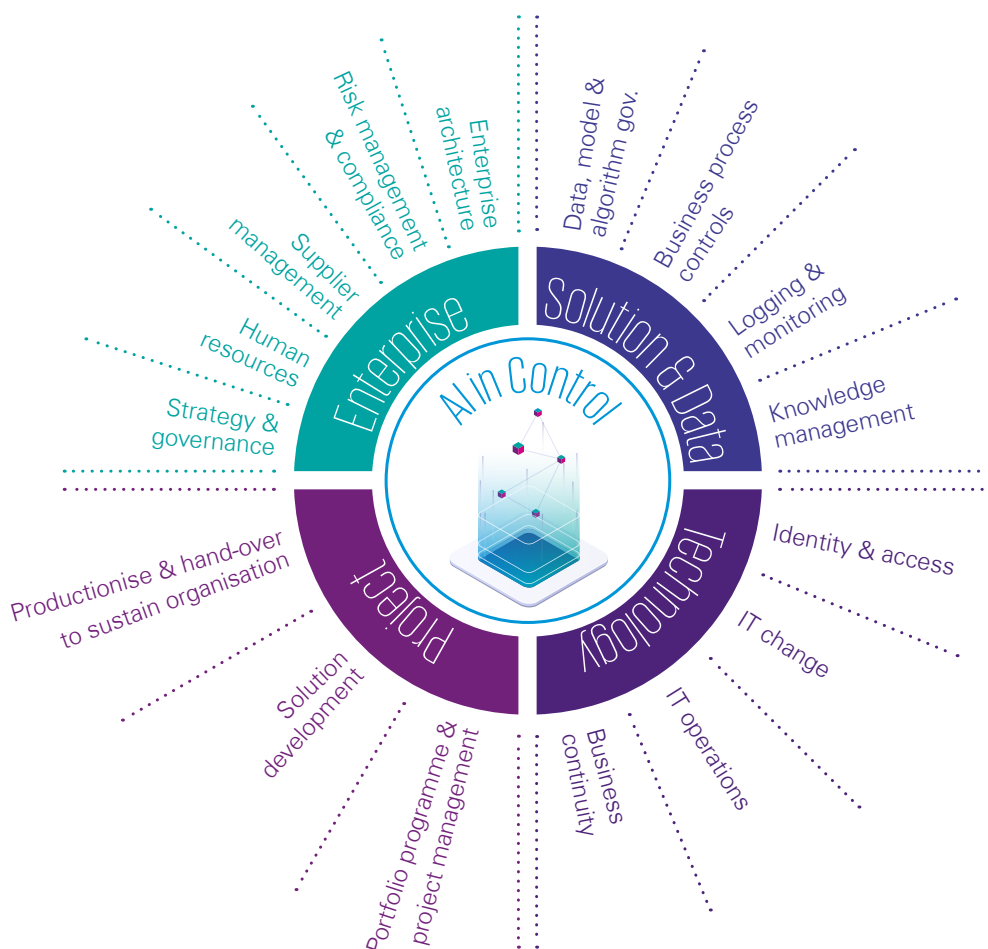 AI in Control
Enterprise
Strategy &
governance
Human
resources
Supplier
management
Risk management
& compliance
Enterprise
architecture
Solution & Data
Data, model &
algorithm gov.
Business process
controls
Logging &
monitoring
Knowledge
management
Technology
Identity & access
IT change
IT operations
Business
continuity
Project
Portfolio programme &
project management
Solution
development
Productionise & hand-over
to sustain organisation